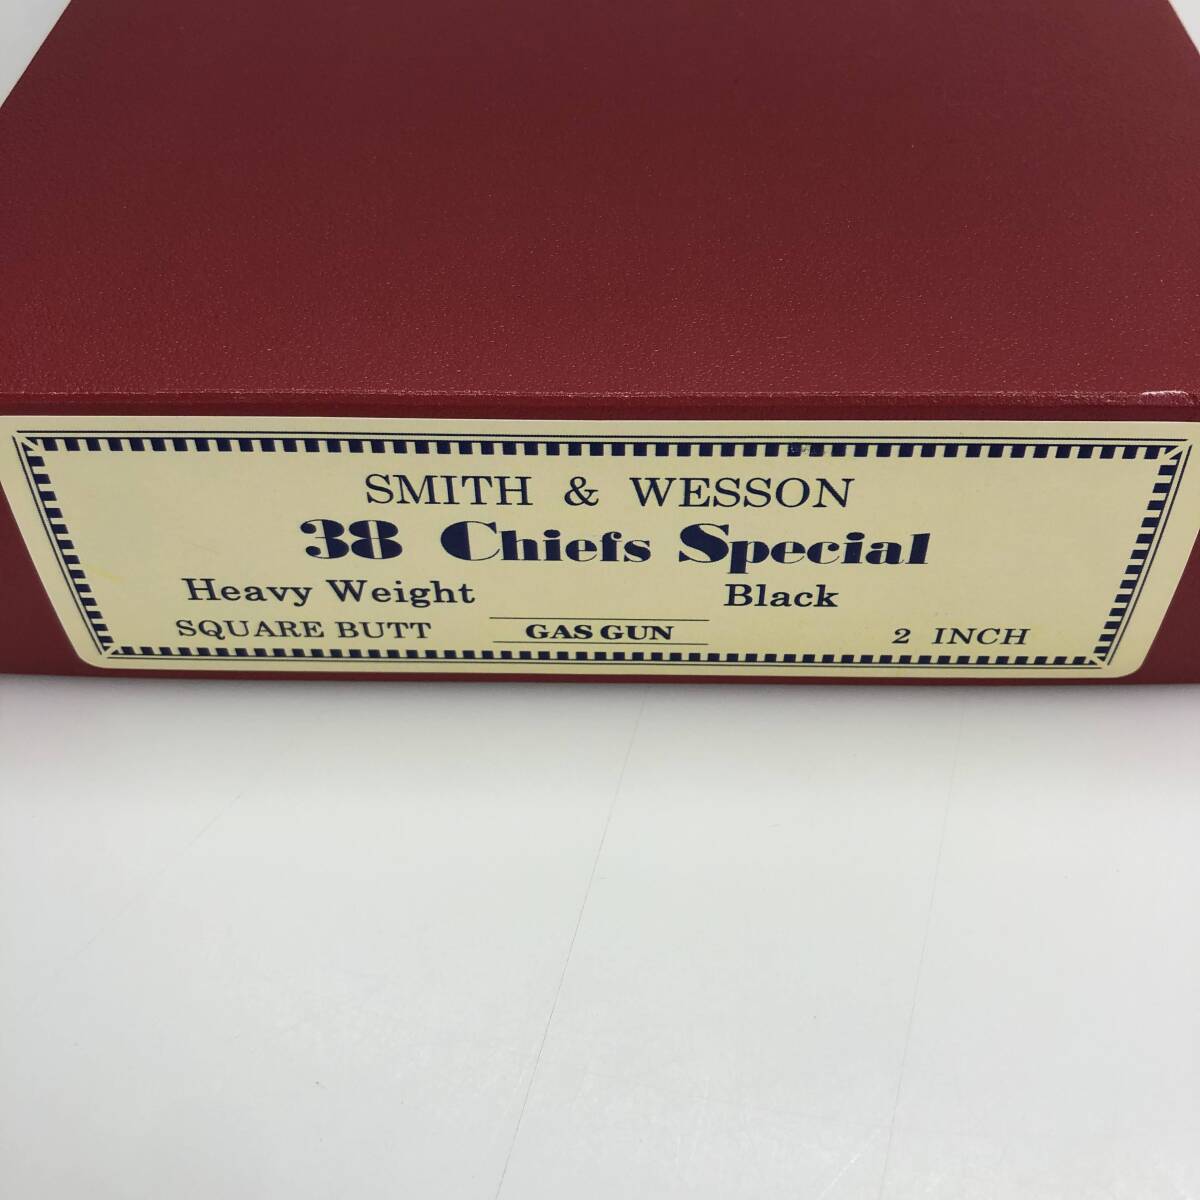 SMITH & WESSON
38 Chiefs Special
Heavy Weight Black
SQUARE BUTT GAS GUN 2 INCH